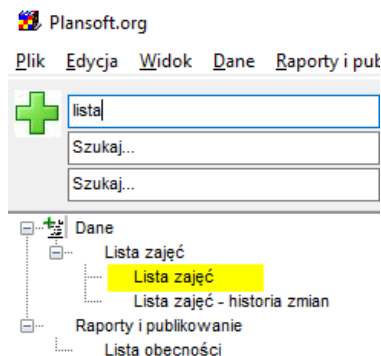 Plansoft.org
Plik Edycja Widok Dane Raporty i pub
lista
Szukaj...
Szukaj...
Dane
Lista zajęć
Lista zajęć
Lista zajęć - historia zmian
Raporty i publikowanie
Lista obecności